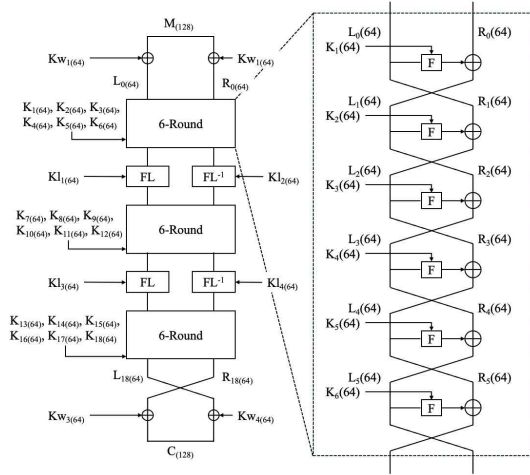 M(128)
Kw1(64)
Kw1(64)
L0(64)
R0(64)
K1(64), K2(64), K3(64),
K4(64), K5(64), K6(64)
6-Round
Kl1(64)
FL
FL-1
Kl2(64)
K7(64), K8(64), K9(64),
K10(64), K11(64), K12(64)
6-Round
Kl3(64)
FL
FL-1
Kl4(64)
K13(64), K14(64), K15(64),
K16(64), K17(64), K18(64)
6-Round
L18(64)
R18(64)
Kw3(64)
Kw4(64)
C(128)
L0(64)
R0(64)
K1(64)
F
L1(64)
R1(64)
K2(64)
F
L2(64)
R2(64)
K3(64)
F
L3(64)
R3(64)
K4(64)
F
L4(64)
R4(64)
K5(64)
F
L5(64)
R5(64)
K6(64)
F